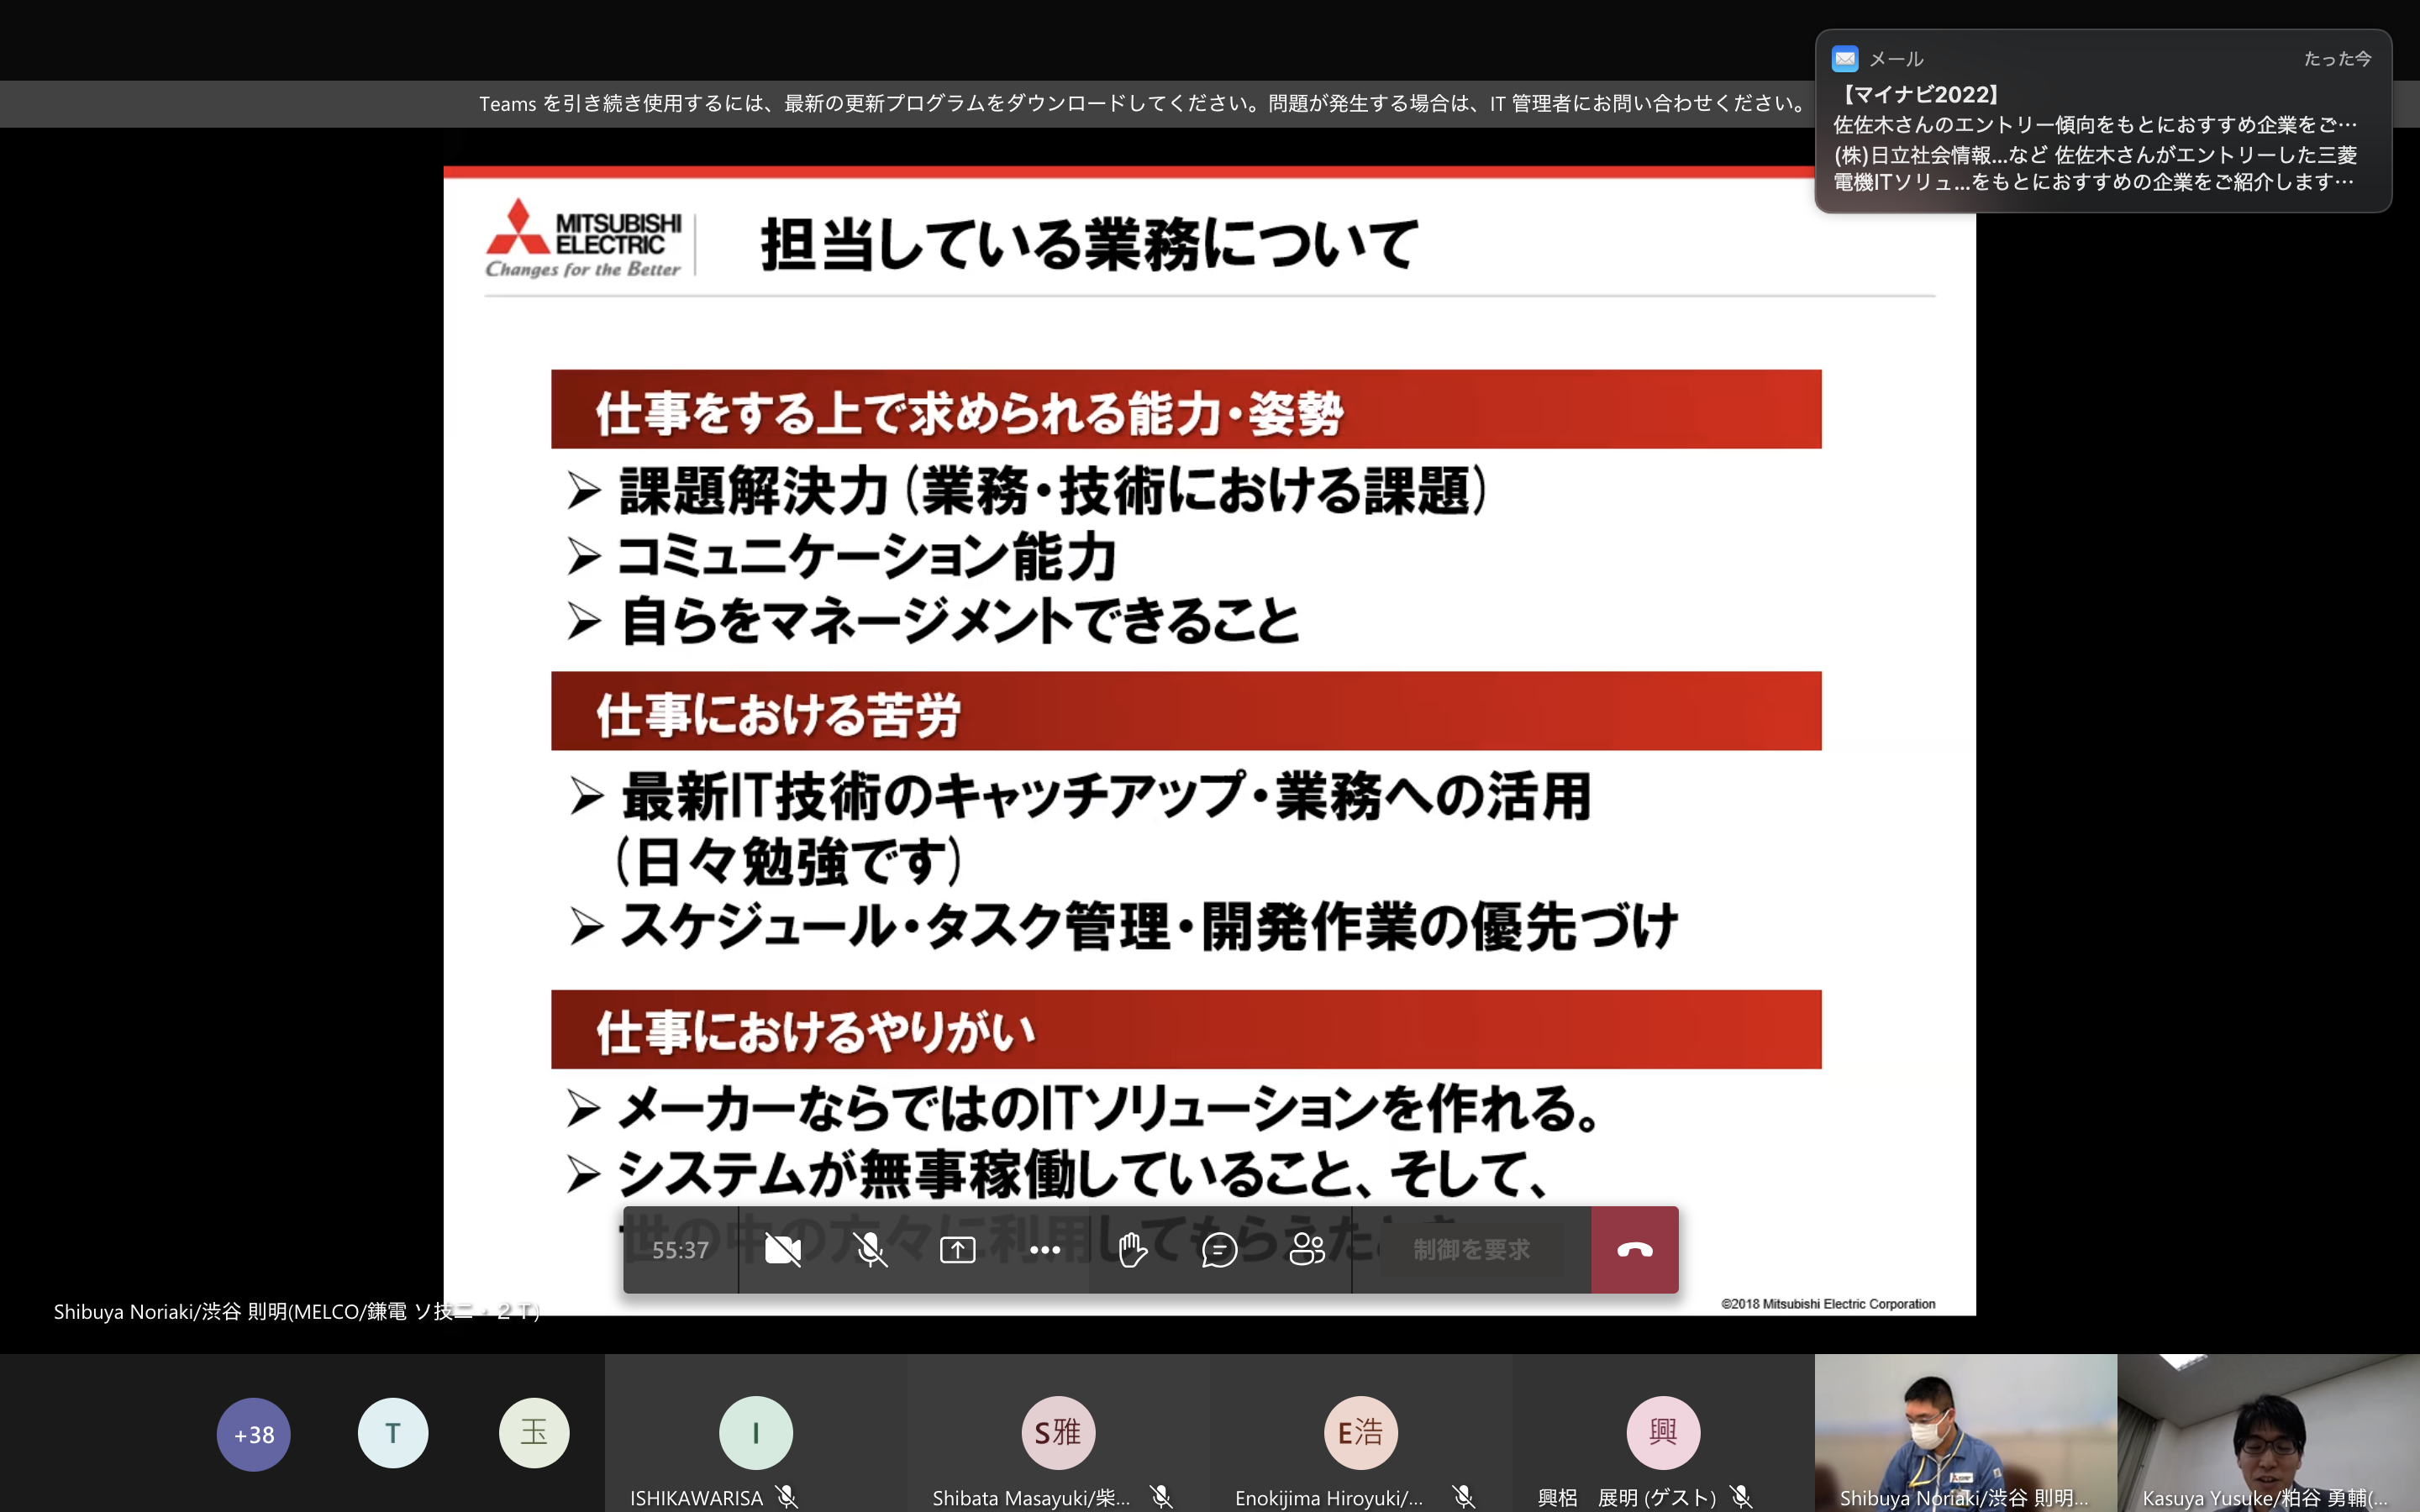 メール
たった今
【マイナビ2022】
佐佐木さんのエントリー傾向をもとにおすすめ企業をご…
(株)日立社会情報...など 佐佐木さんがエントリーした三菱
電機ITソリュ...をもとにおすすめの企業をご紹介します…
Teams を引き続き使用するには、最新の更新プログラムをダウンロードしてください。問題が発生する場合は、IT 管理者にお問い合わせください。
MITSUBISHI
ELECTRIC
Changes for the Better
担当している業務について
仕事をする上で求められる能力・姿勢
➢ 課題解決力(業務・技術における課題)
➢ コミュニケーション能力
➢ 自らをマネージメントできること
仕事における苦労
➢ 最新IT技術のキャッチアップ・業務への活用
(日々勉強です)
➢ スケジュール・タスク管理・開発作業の優先づけ
仕事におけるやりがい
➢ メーカーならではのITソリューションを作れる。
➢ システムが無事稼働していること、そして、
世の中の方々に利用してもらうたとき
55:37
制御を要求
©2018 Mitsubishi Electric Corporation
Shibuya Noriaki/渋谷 則明(MELCO/鎌電 ソ技二・２T)
+38
T
玉
I
S雅
E浩
興
ISHIKAWARISA
Shibata Masayuki/柴...
Enokijima Hiroyuki/...
興梠 展明 (ゲスト)
Shibuya Noriaki/渋谷 則明...
Kasuya Yusuke/粕谷 勇輔(...